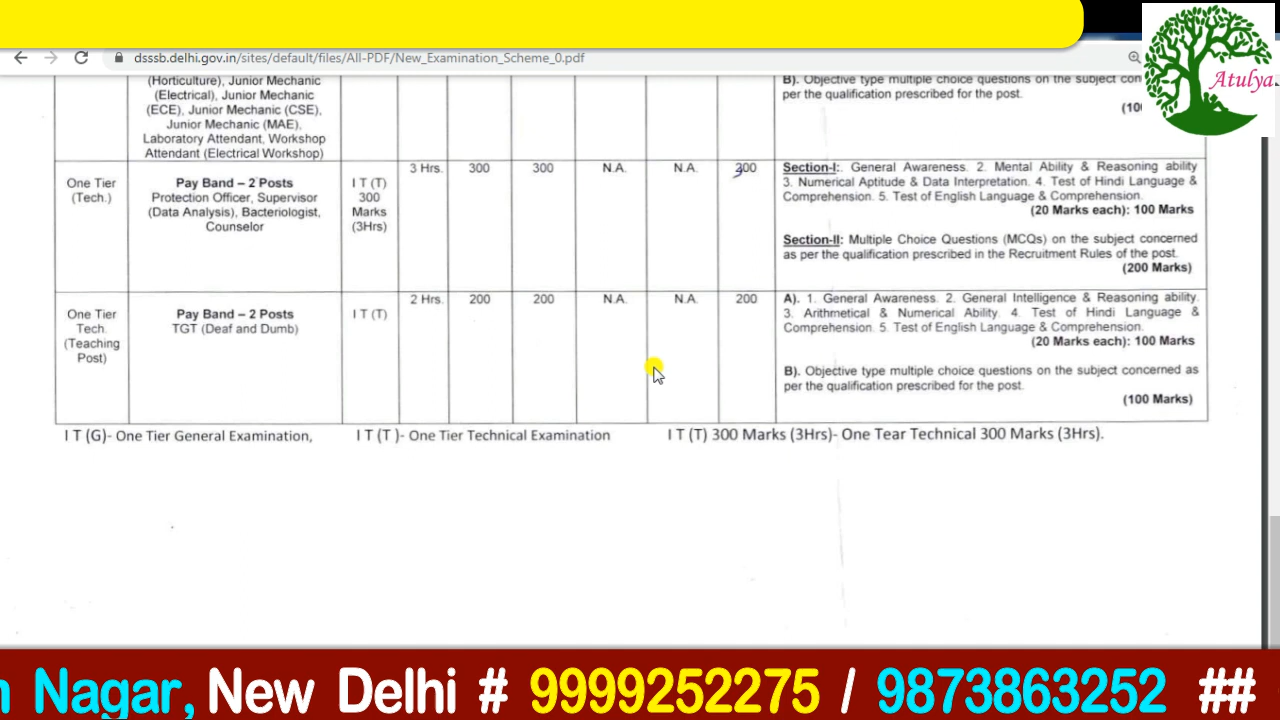 Atulya
dsssb.delhi.gov.in/sites/default/files/All-PDF/New_Examination_Scheme_0.pdf
(Horticulture), Junior Mechanic
(Electrical), Junior Mechanic
(ECE), Junior Mechanic (CSE),
Junior Mechanic (MAE),
Laboratory Attendant, Workshop
Attendant (Electrical Workshop)
B). Objective type multiple choice questions on the subject
per the qualification prescribed for the post.
One Tier
(Tech.)
Pay Band – 2 Posts
Protection Officer, Supervisor
(Data Analysis), Bacteriologist,
Counselor
I T (T)
300
Marks
(3Hrs)
3 Hrs.
300
300
N.A.
N.A.
300
Section-I:. General Awareness. 2. Mental Ability & Reasoning ability
3. Numerical Aptitude & Data Interpretation. 4. Test of Hindi Language &
Comprehension. 5. Test of English Language & Comprehension.
(20 Marks each): 100 Marks
Section-II: Multiple Choice Questions (MCQs) on the subject concerned
as per the qualification prescribed in the Recruitment Rules of the post.
(200 Marks)
One Tier
Tech.
(Teaching
Post)
Pay Band – 2 Posts
TGT (Deaf and Dumb)
I T (T)
2 Hrs.
200
200
N.A.
N.A.
200
A). 1. General Awareness. 2. General Intelligence & Reasoning ability.
3. Arithmetical & Numerical Ability. 4. Test of Hindi Language &
Comprehension. 5. Test of English Language & Comprehension.
(20 Marks each): 100 Marks
B). Objective type multiple choice questions on the subject concerned as
per the qualification prescribed for the post.
(100 Marks)
I T (G)- One Tier General Examination, I T (T )- One Tier Technical Examination I T (T) 300 Marks (3Hrs)- One Tear Technical 300 Marks (3Hrs).
Nagar, New Delhi # 9999252275 / 9873863252 ##